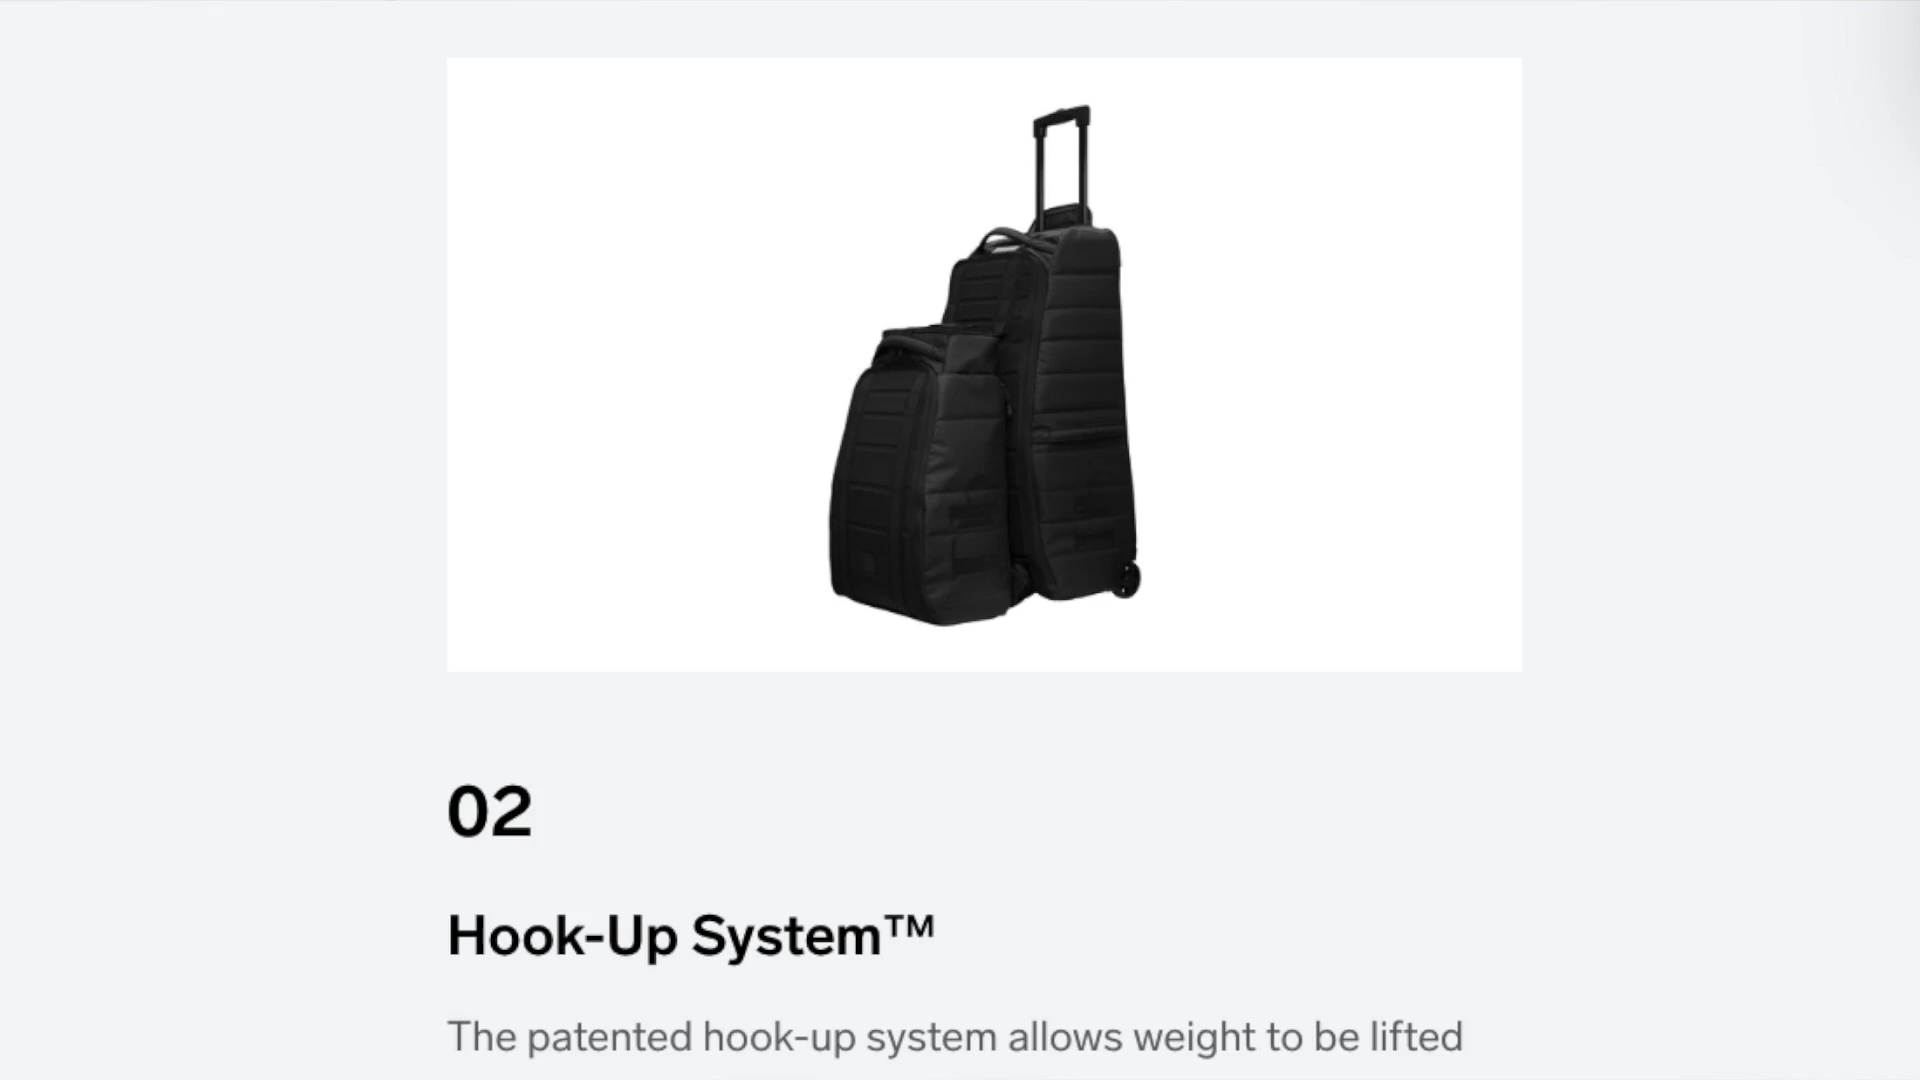 02
Hook-Up System™
The patented hook-up system allows weight to be lifted